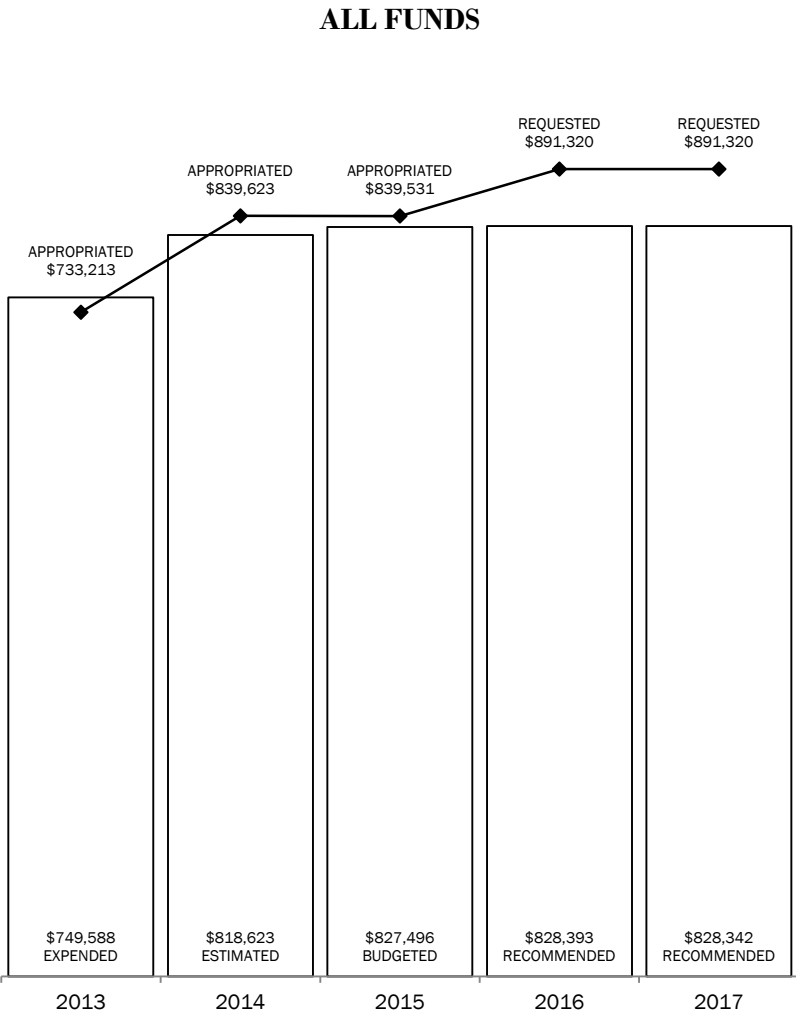 ALL FUNDS
REQUESTED
$891,320
REQUESTED
$891,320
APPROPRIATED
$839,623
APPROPRIATED
$839,531
APPROPRIATED
$733,213
$749,588
EXPENDED
$818,623
ESTIMATED
$827,496
BUDGETED
$828,393
RECOMMENDED
$828,342
RECOMMENDED
2013
2014
2015
2016
2017